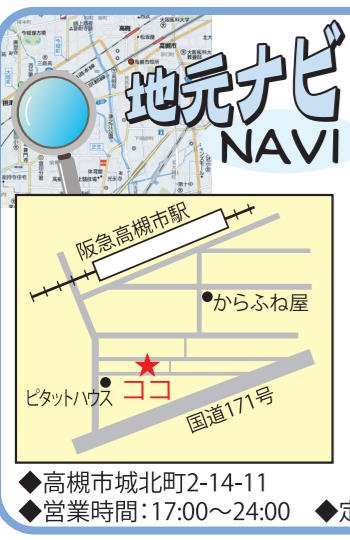 地元ナビ
NAVI
阪急高槻市駅
からふね屋
ピタットハウス
ココ
国道171号
◆高槻市城北町2-14-11
◆営業時間:17:00〜24:00 ◆定